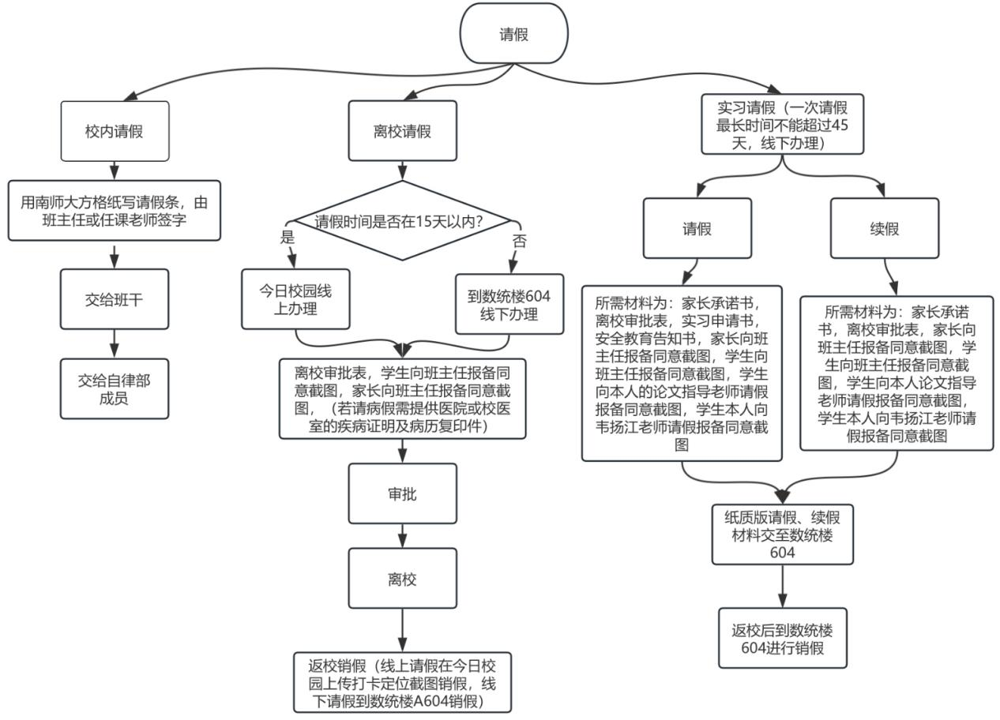 请假
校内请假
用南师大方格纸写请假条，由
班主任或任课老师签字
交给班干
交给自律部
成员
离校请假
请假时间是否在15天以内？
是
否
今日校园线
上办理
到数统楼604
线下办理
离校审批表，学生向班主任报备同
意截图，家长向班主任报备同意截
图，（若请病假需提供医院或校医
室的疾病证明及病历复印件）
审批
离校
返校销假（线上请假在今日校
园上传打卡定位截图销假，线
下请假到数统楼A604销假）
实习请假（一次请假
最长时间不能超过45
天，线下办理）
请假
所需材料为：家长承诺书，
离校审批表，实习申请书，
安全教育告知书，家长向班
主任报备同意截图，学生向
班主任报备同意截图，学生
向本人的论文指导老师请假
报备同意截图，学生本人向
韦扬江老师请假报备同意截
图
续假
所需材料为：家长承诺
书，离校审批表，家长向
班主任报备同意截图，学
生向班主任报备同意截
图，学生向本人论文指导
老师请假报备同意截图，
学生本人向韦扬江老师请
假报备同意截图
纸质版请假、续假
材料交至数统楼
604
返校后到数统楼
604进行销假